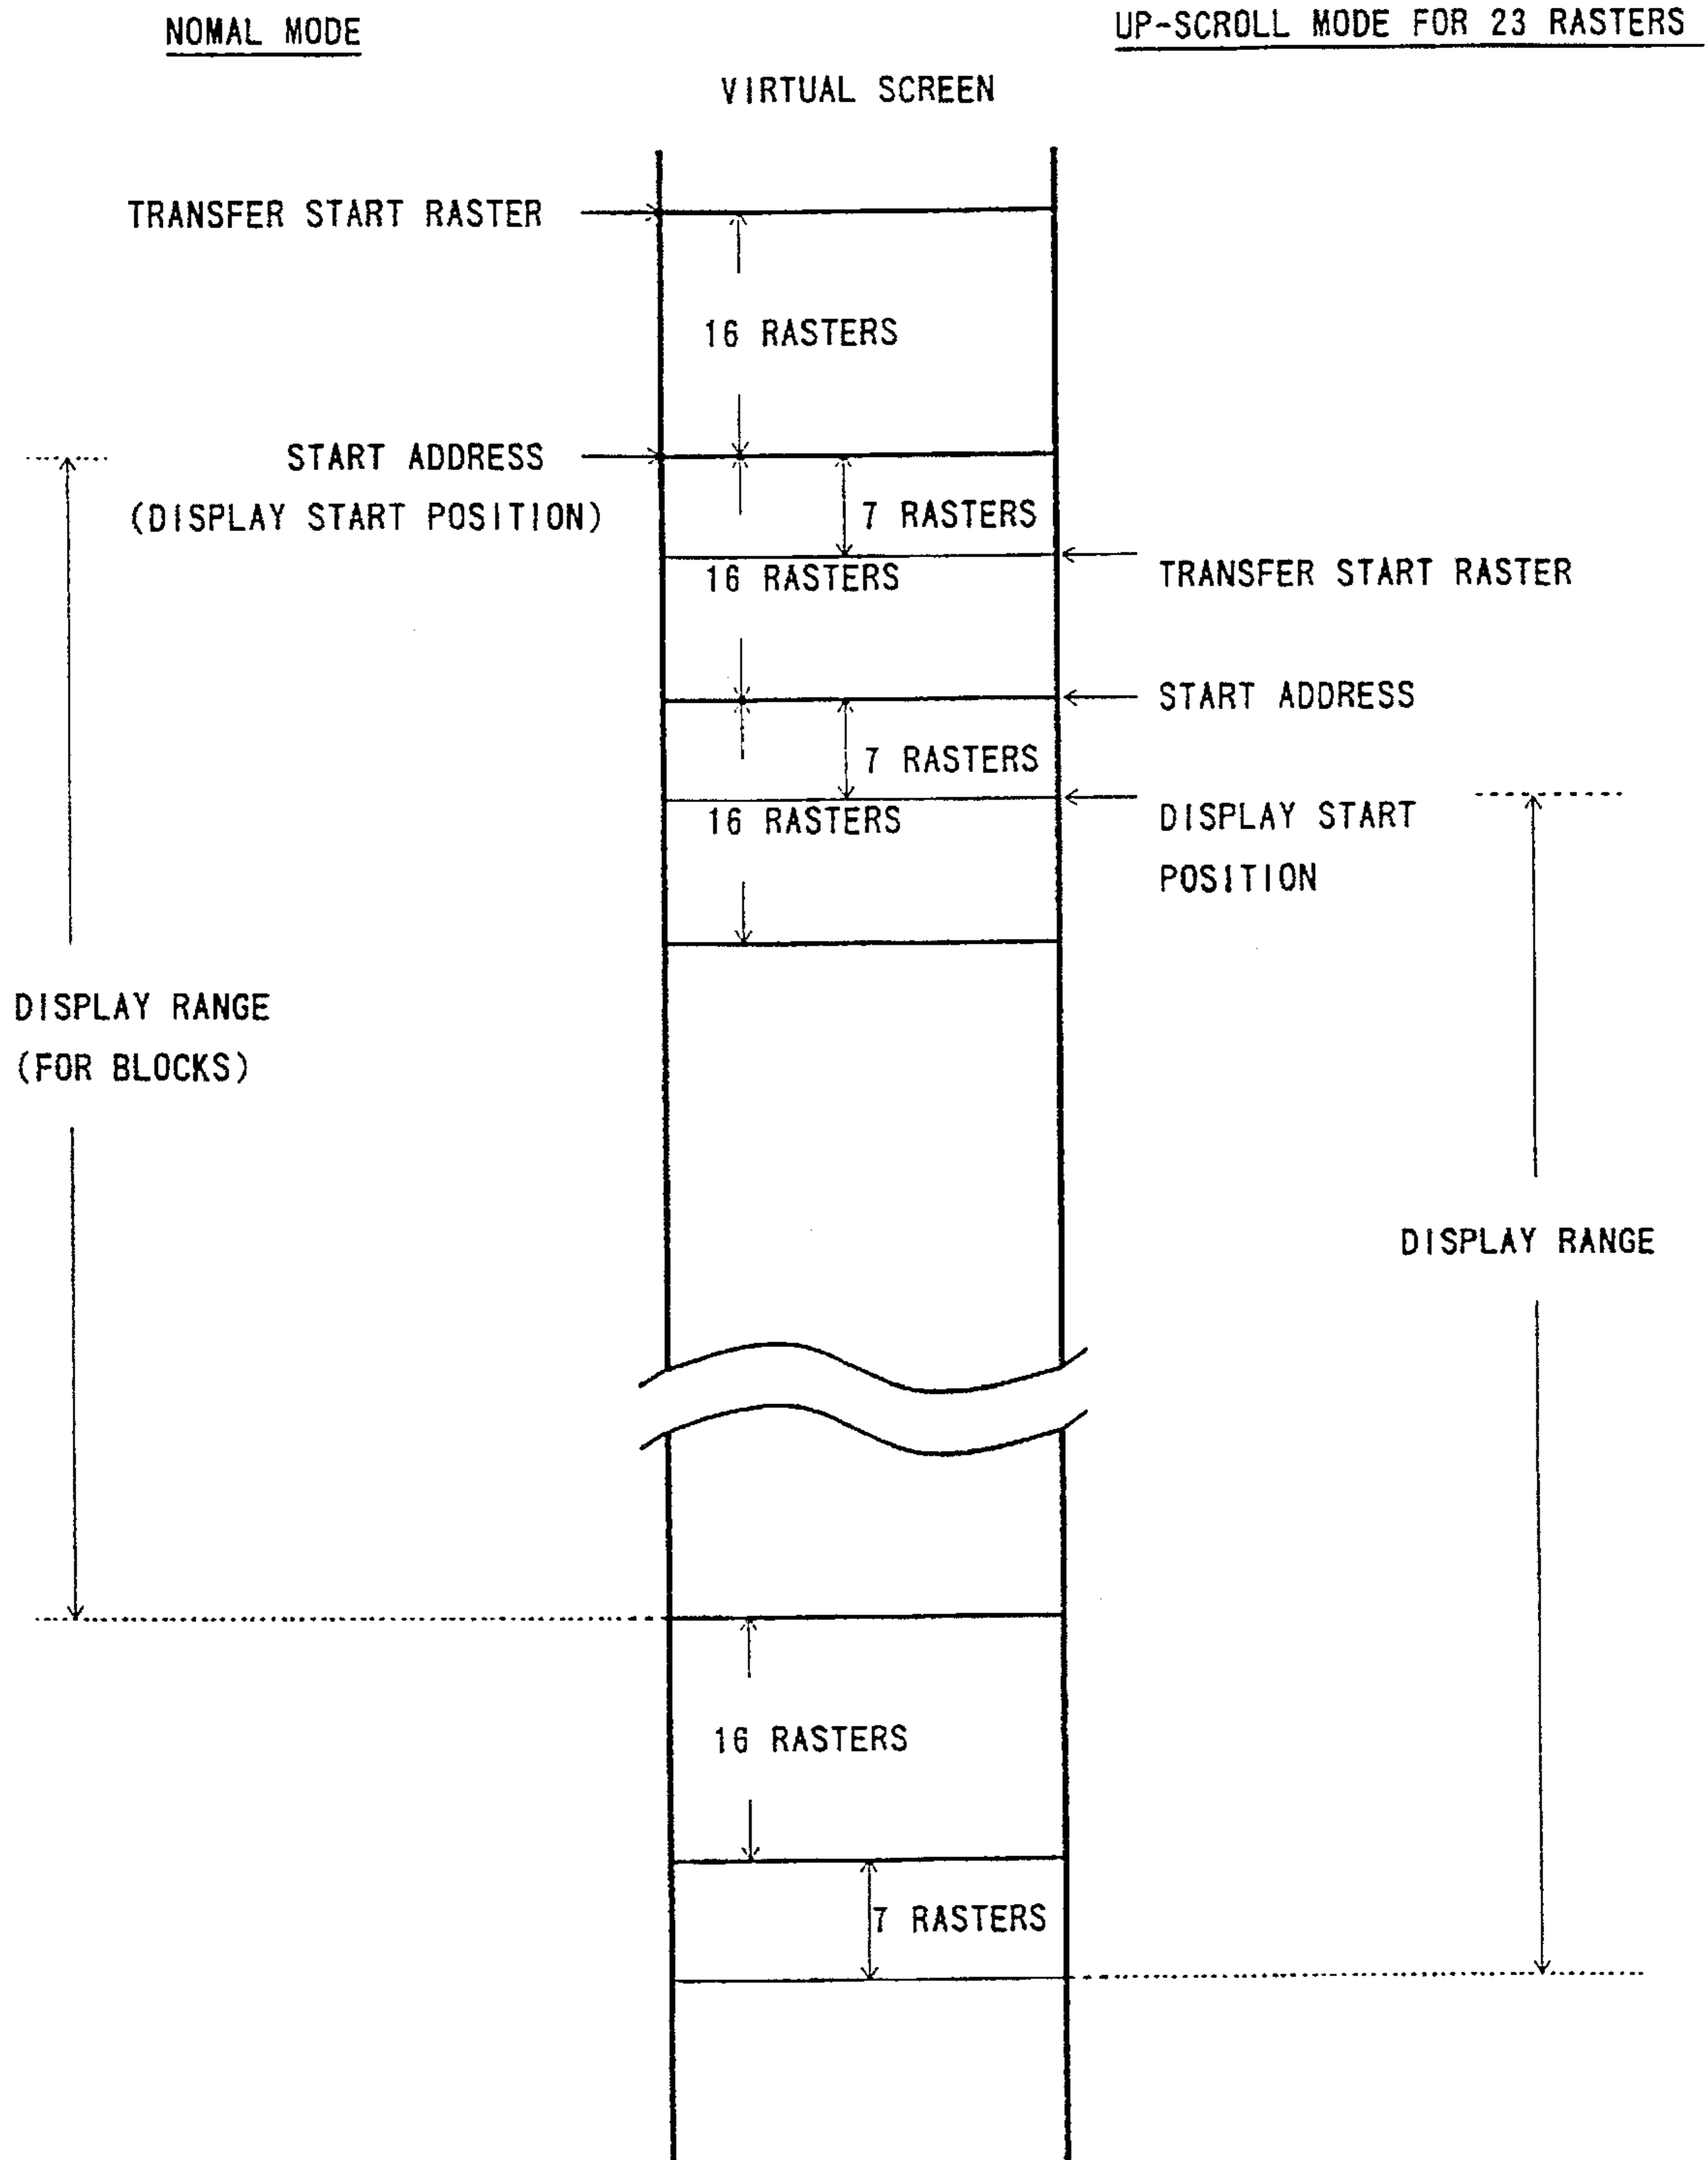 NOMAL MODE
UP-SCROLL MODE FOR 23 RASTERS
VIRTUAL SCREEN
TRANSFER START RASTER
16 RASTERS
START ADDRESS
(DISPLAY START POSITION)
7 RASTERS
16 RASTERS
TRANSFER START RASTER
START ADDRESS
7 RASTERS
16 RASTERS
DISPLAY START
POSITION
DISPLAY RANGE
(FOR BLOCKS)
DISPLAY RANGE
16 RASTERS
7 RASTERS